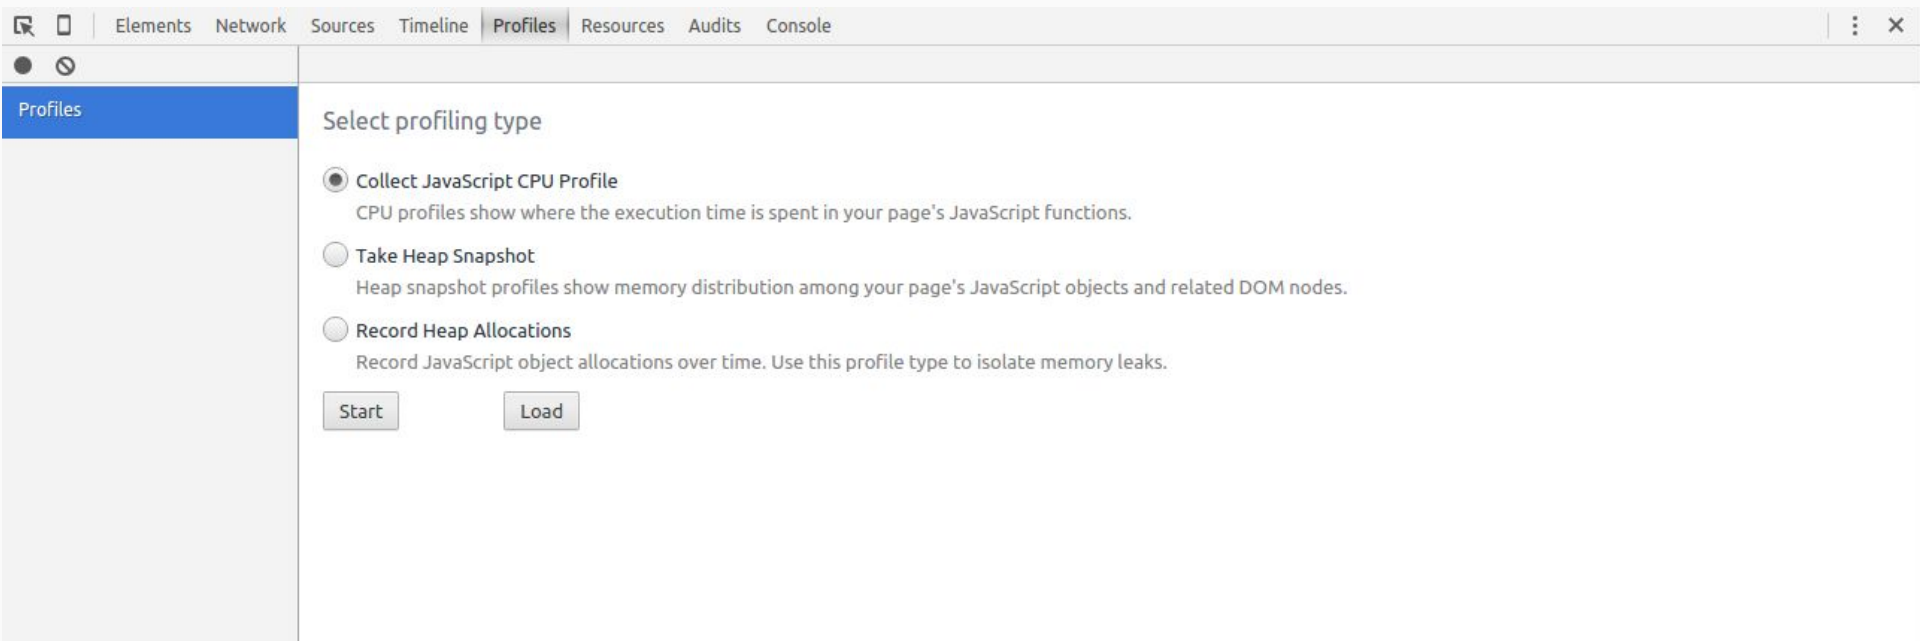 Elements Network Sources Timeline Profiles Resources Audits Console
Profiles
Select profiling type
Collect JavaScript CPU Profile
CPU profiles show where the execution time is spent in your page's JavaScript functions.
Take Heap Snapshot
Heap snapshot profiles show memory distribution among your page's JavaScript objects and related DOM nodes.
Record Heap Allocations
Record JavaScript object allocations over time. Use this profile type to isolate memory leaks.
Start Load